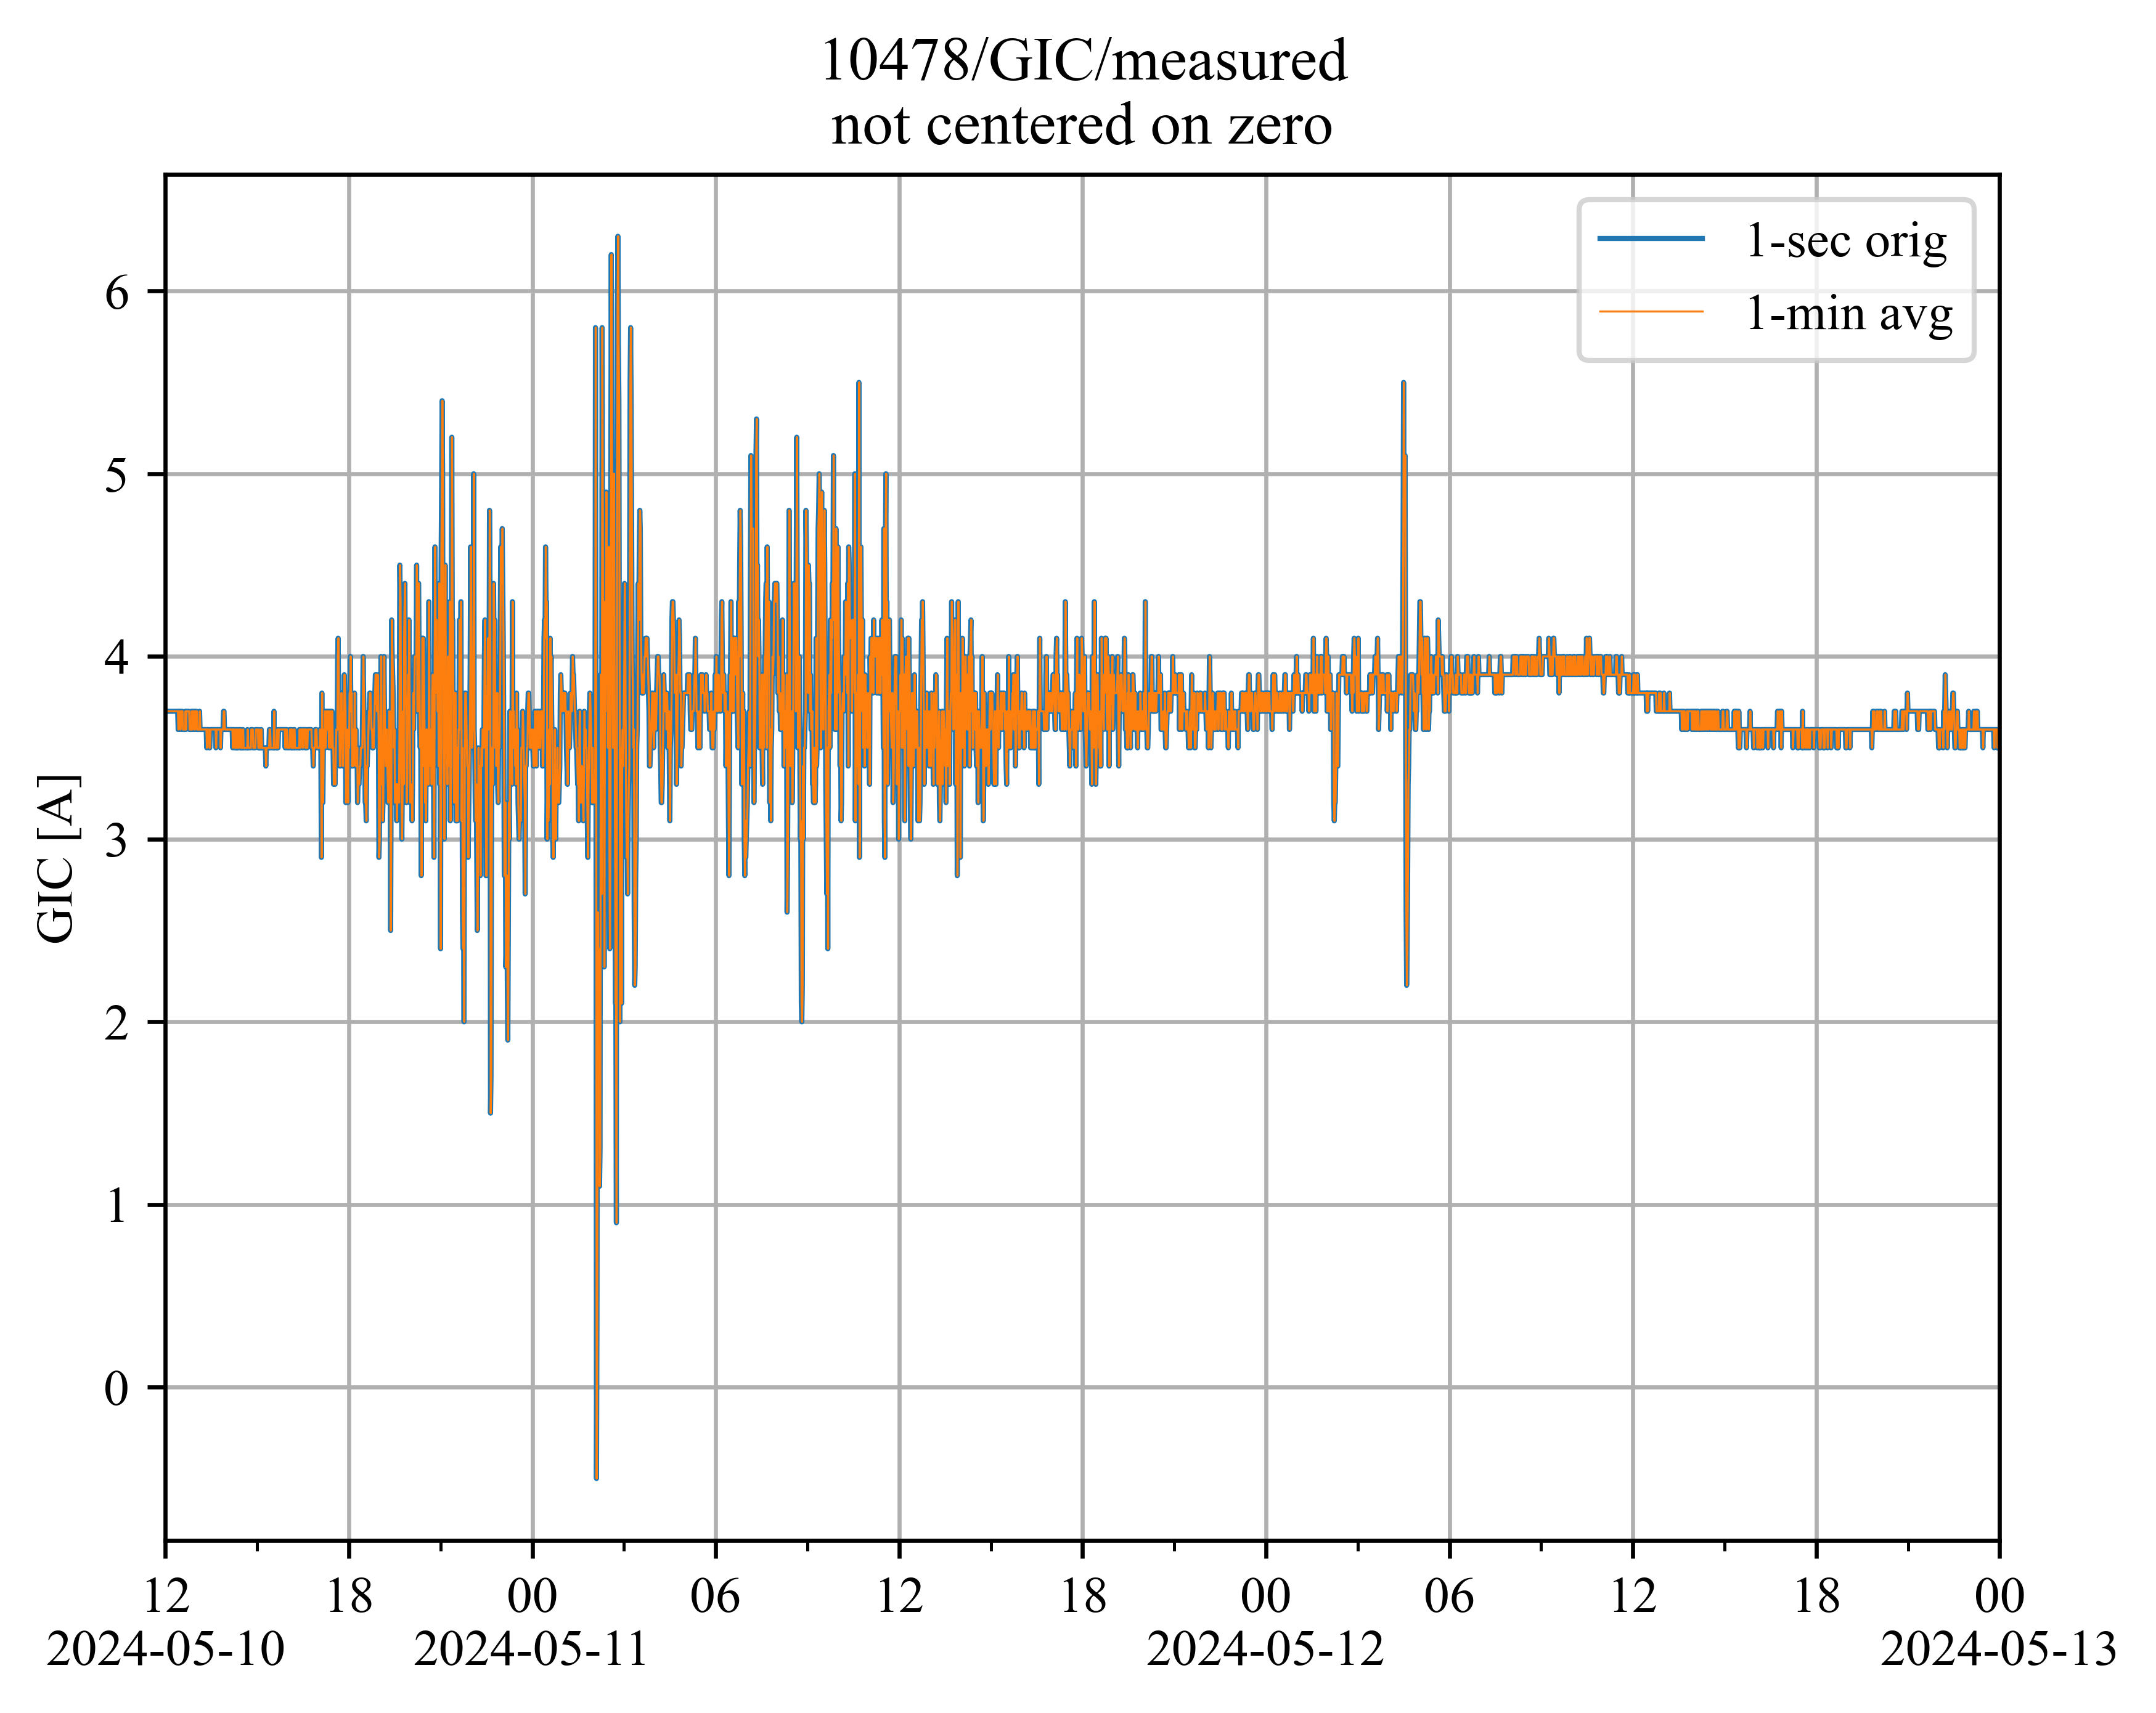 10478/GIC/measured
not centered on zero
1-sec orig
1-min avg
6
5
4
3
2
1
0
GIC [A]
12 18 00 06 12 18 00 06 12 18 00
2024-05-10 2024-05-11 2024-05-12 2024-05-13